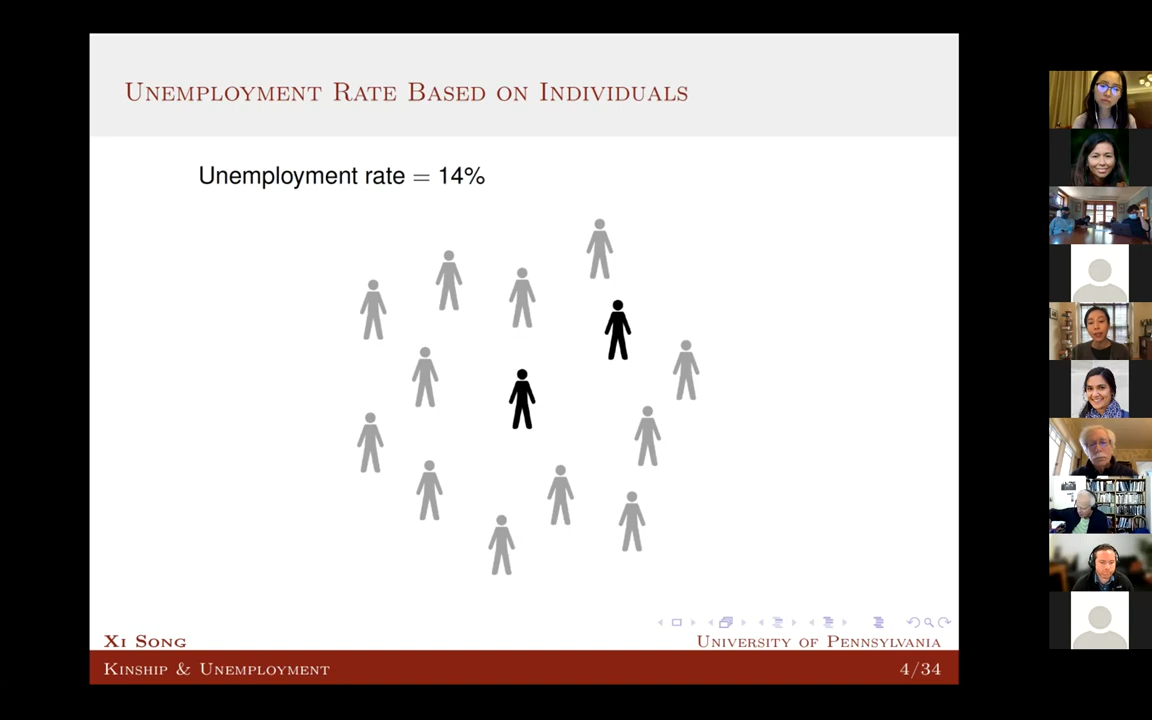 Unemployment Rate Based on Individuals
Unemployment rate = 14%
Xi Song
University of Pennsylvania
Kinship & Unemployment
4/34